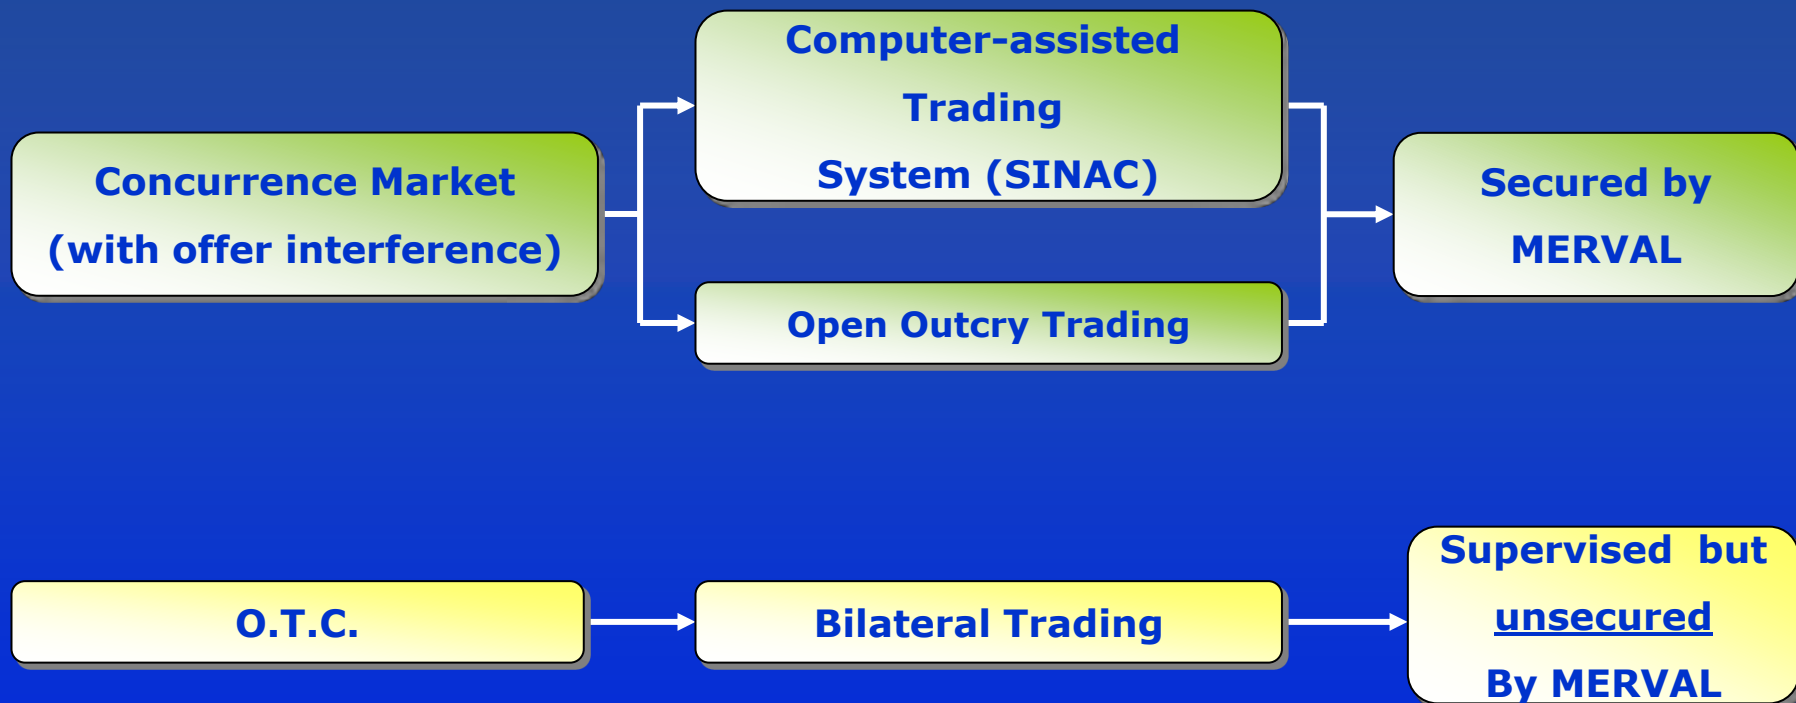 Computer-assisted
Trading
System (SINAC)
Concurrence Market
(with offer interference)
Secured by
MERVAL
Open Outcry Trading
O.T.C.
Bilateral Trading
Supervised but
unsecured
By MERVAL